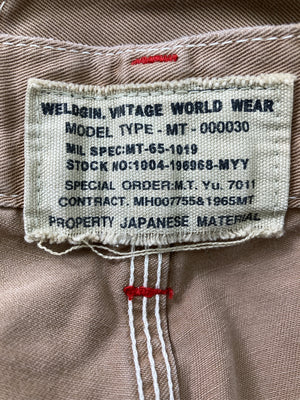 WELDGIN. VINTAGE WORLD WEAR
MODEL TYPE - MT - 000030
MIL SPEC:MT-65-1019
STOCK NO:1004-196968-MYY
SPECIAL ORDER:M.T. Yu. 7011
CONTRACT. MH007755&1965MT
PROPERTY JAPANESE MATERIAL